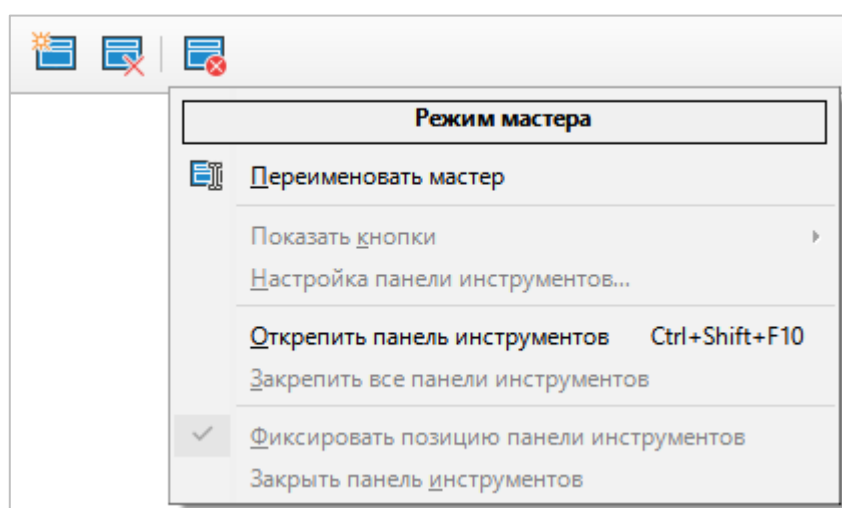 Режим мастера
Переименовать мастер
Показать кнопки
Настройка панели инструментов...
Открепить панель инструментов Ctrl+Shift+F10
Закрепить все панели инструментов
Фиксировать позицию панели инструментов
Закрыть панель инструментов